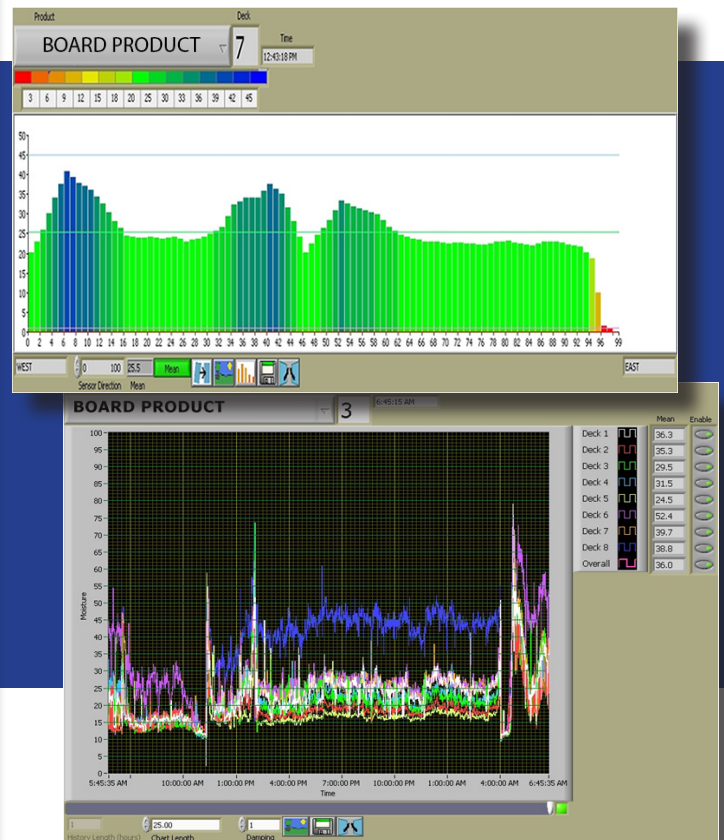 Product Deck
BOARD PRODUCT 7 Time
12:43:18 PM
3 6 9 12 15 18 20 25 30 33 36 39 42 45
50
45
40
35
30
25
20
15
10
5
0
0 2 4 6 8 10 12 14 16 18 20 22 24 26 28 30 32 34 36 38 40 42 44 46 48 50 52 54 56 58 60 62 64 66 68 70 72 74 76 78 80 82 84 86 88 90 92 94 96 99
WEST 0 100 25.5 Mean EAST
Sensor Direction Mean
BOARD PRODUCT 3 6:45:15 AM
Mean Enable
Deck 1 36.3
Deck 2 35.3
Deck 3 29.5
Deck 4 31.5
Deck 5 24.5
Deck 6 52.4
Deck 7 39.7
Deck 8 38.8
Overall 36.0
100
95
90
85
80
75
70
65
60
55
50
45
40
35
30
25
20
15
10
5
0
Moisture
5:45:35 AM 10:00:00 AM 1:00:00 PM 4:00:00 PM 7:00:00 PM 10:00:00 PM 1:00:00 AM 4:00:00 AM 6:45:35 AM
Time
1 25.00 1
History Length (hours) Chart Length Damping